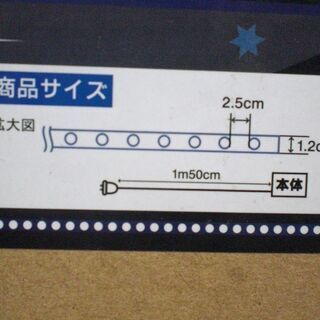 商品サイズ
拡大図
2.5cm
1.2c
1m50cm
本体